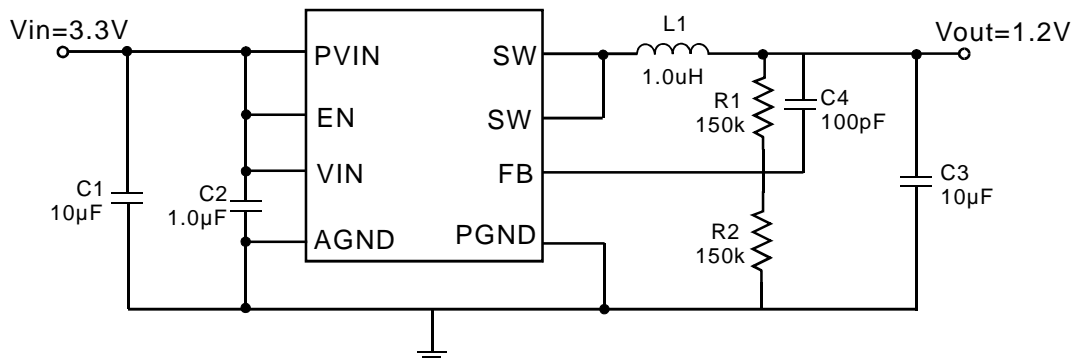 Vin=3.3V
PVIN
EN
VIN
AGND
SW
SW
FB
PGND
L1
1.0uH
Vout=1.2V
R1
150k
C4
100pF
R2
150k
C3
10µF
C1
10µF
C2
1.0µF